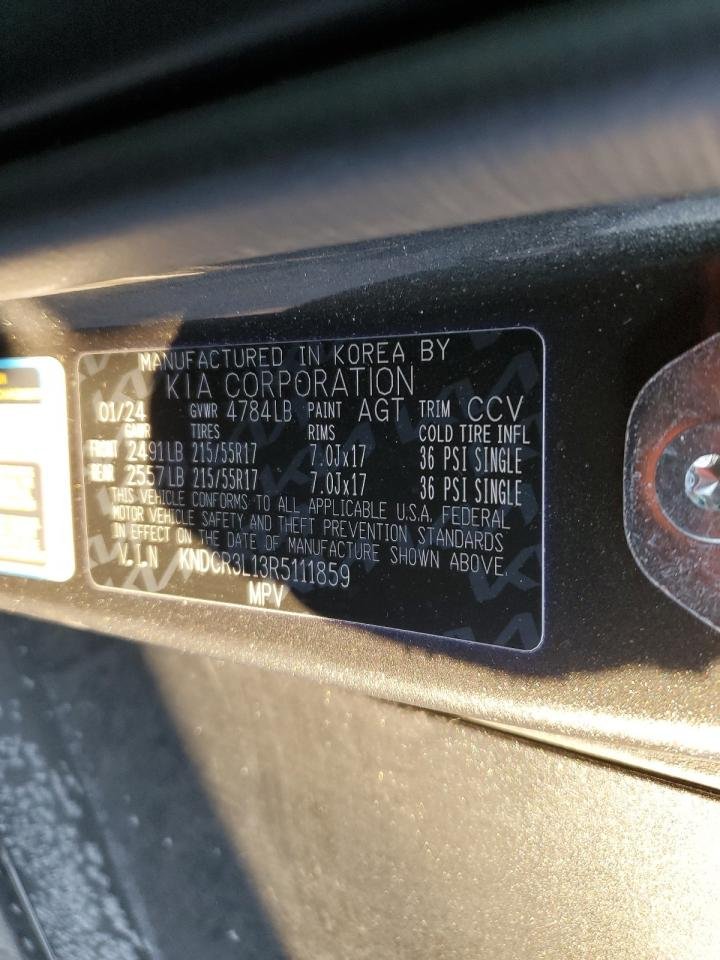 MANUFACTURED IN KOREA BY
KIA CORPORATION
01/24 GVWR 4784LB PAINT AGT TRIM CCV
GAWR TIRES RIMS COLD TIRE INFL
FRONT 2491LB 215/55R17 7.0Jx17 36 PSI SINGLE
REAR 2557LB 215/55R17 7.0Jx17 36 PSI SINGLE
THIS VEHICLE CONFORMS TO ALL APPLICABLE U.S.A. FEDERAL
MOTOR VEHICLE SAFETY AND THEFT PREVENTION STANDARDS
IN EFFECT ON THE DATE OF MANUFACTURE SHOWN ABOVE.
V.I.N KNDCR3L13R5111859
MPV